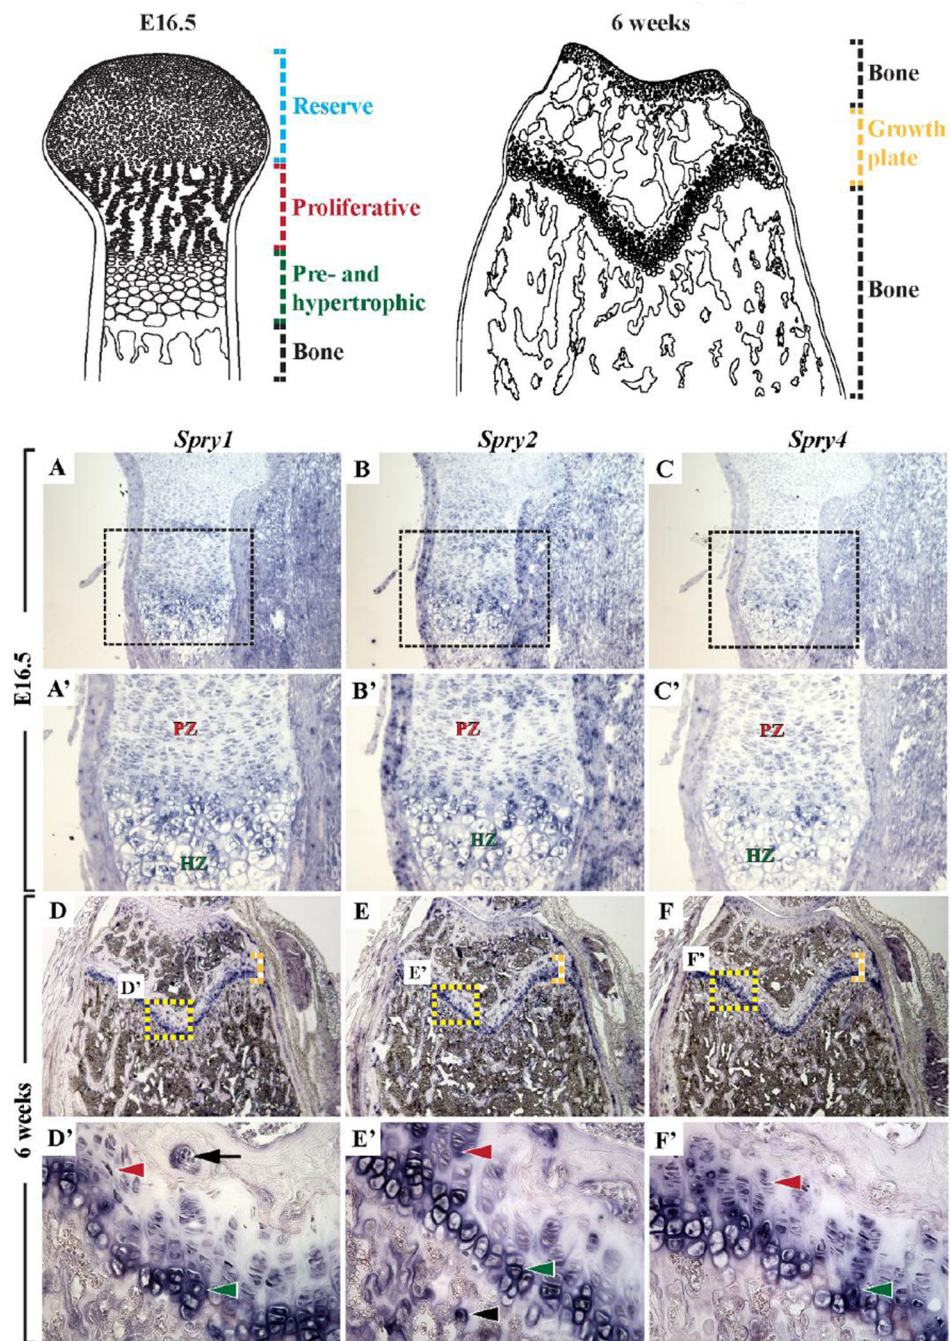 E16.5
6 weeks
Reserve
Proliferative
Pre- and
hypertrophic
Bone
Bone
Growth
plate
Bone
Spry1
Spry2
Spry4
A
B
C
E16.5
A'
B'
C'
PZ
PZ
PZ
HZ
HZ
HZ
D
E
F
D'
E'
F'
6 weeks
D'
E'
F'